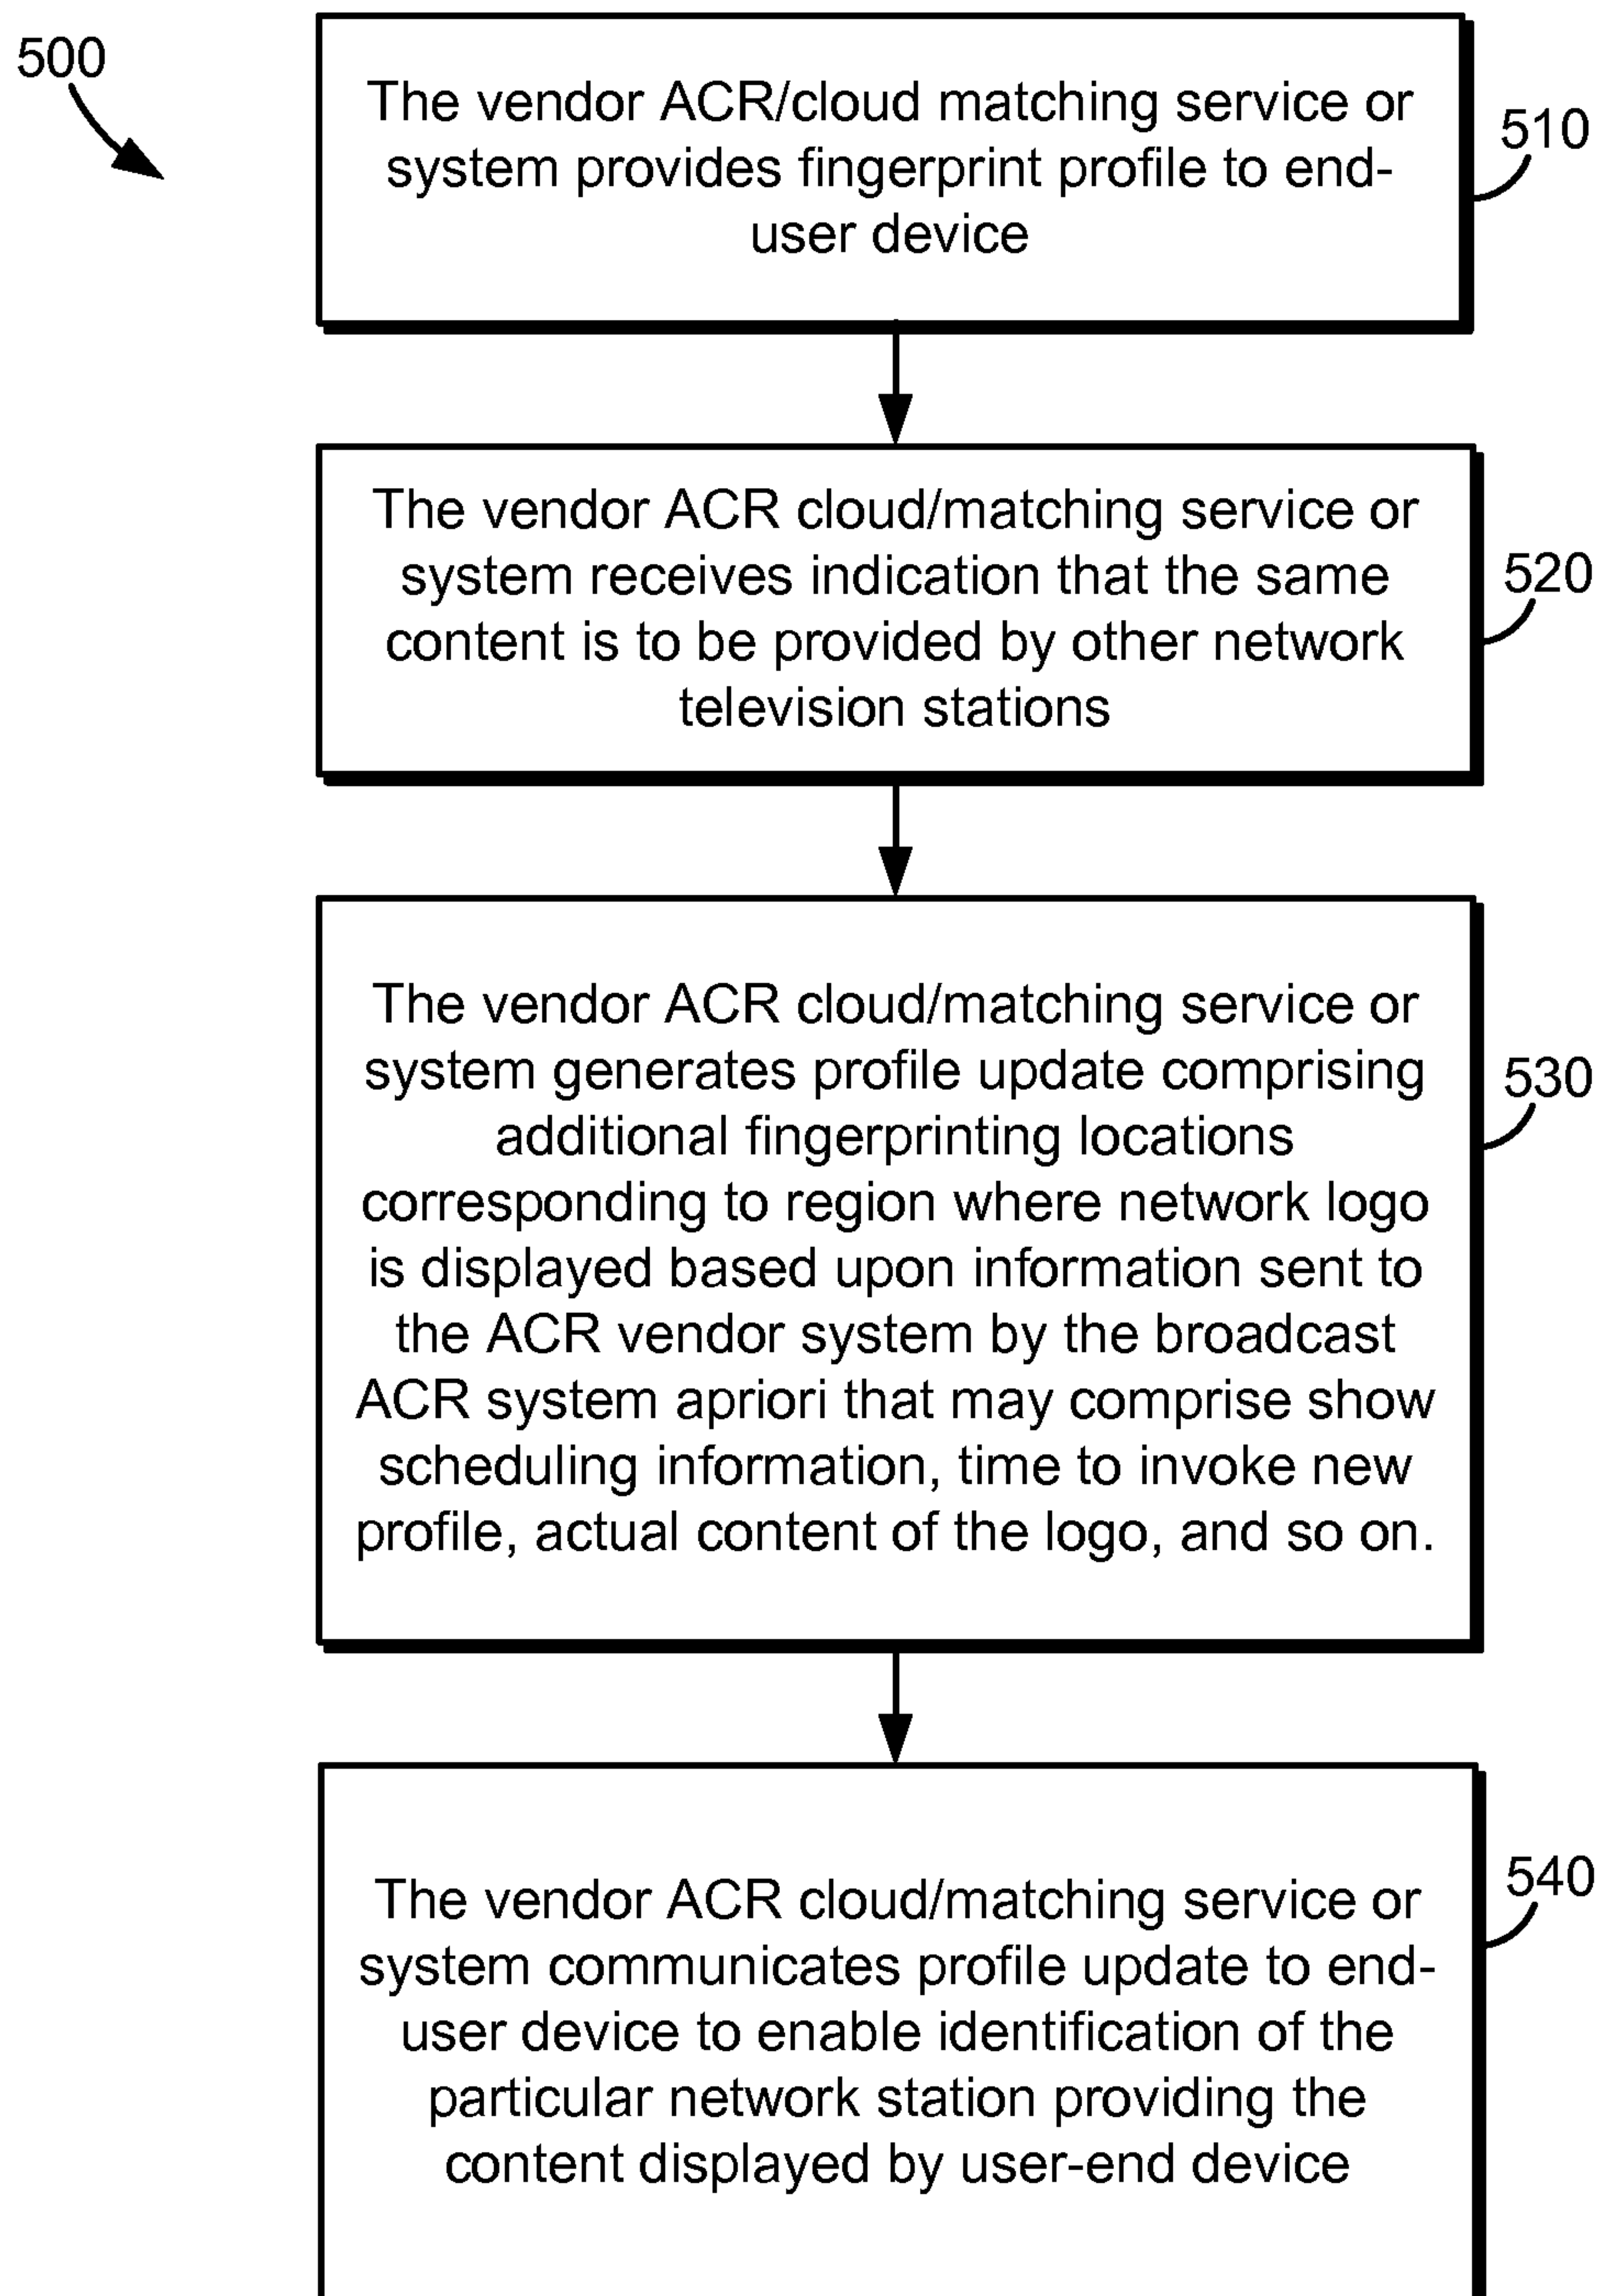 500
The vendor ACR/cloud matching service or
system provides fingerprint profile to end-
user device
510
The vendor ACR cloud/matching service or
system receives indication that the same
content is to be provided by other network
television stations
520
The vendor ACR cloud/matching service or
system generates profile update comprising
additional fingerprinting locations
corresponding to region where network logo
is displayed based upon information sent to
the ACR vendor system by the broadcast
ACR system apriori that may comprise show
scheduling information, time to invoke new
profile, actual content of the logo, and so on.
530
The vendor ACR cloud/matching service or
system communicates profile update to end-
user device to enable identification of the
particular network station providing the
content displayed by user-end device
540